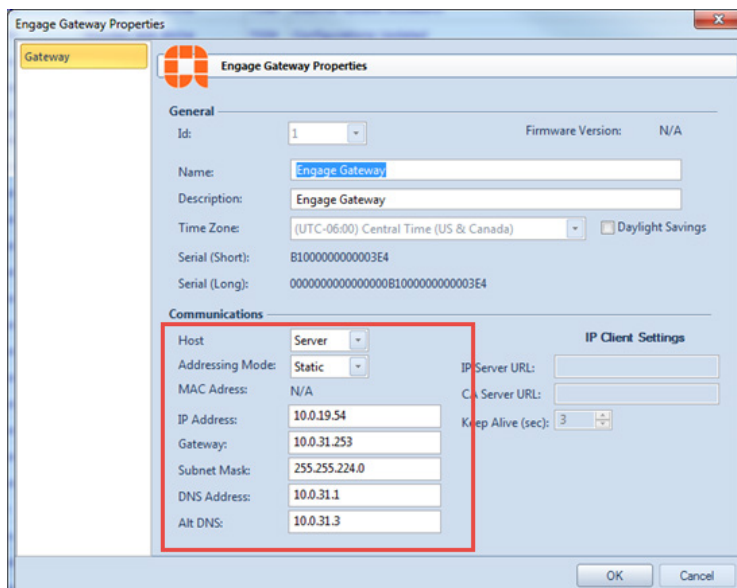 Engage Gateway Properties
Gateway
Engage Gateway Properties
General
Id: 1 Firmware Version: N/A
Name: Engage Gateway
Description: Engage Gateway
Time Zone: (UTC-06:00) Central Time (US & Canada) Daylight Savings
Serial (Short): B1000000000003E4
Serial (Long): 0000000000000000B1000000000003E4
Communications
Host Server IP Client Settings
Addressing Mode: Static IP Server URL:
MAC Adress: N/A CA Server URL:
IP Address: 10.0.19.54 Keep Alive (sec): 3
Gateway: 10.0.31.253
Subnet Mask: 255.255.224.0
DNS Address: 10.0.31.1
Alt DNS: 10.0.31.3
OK Cancel